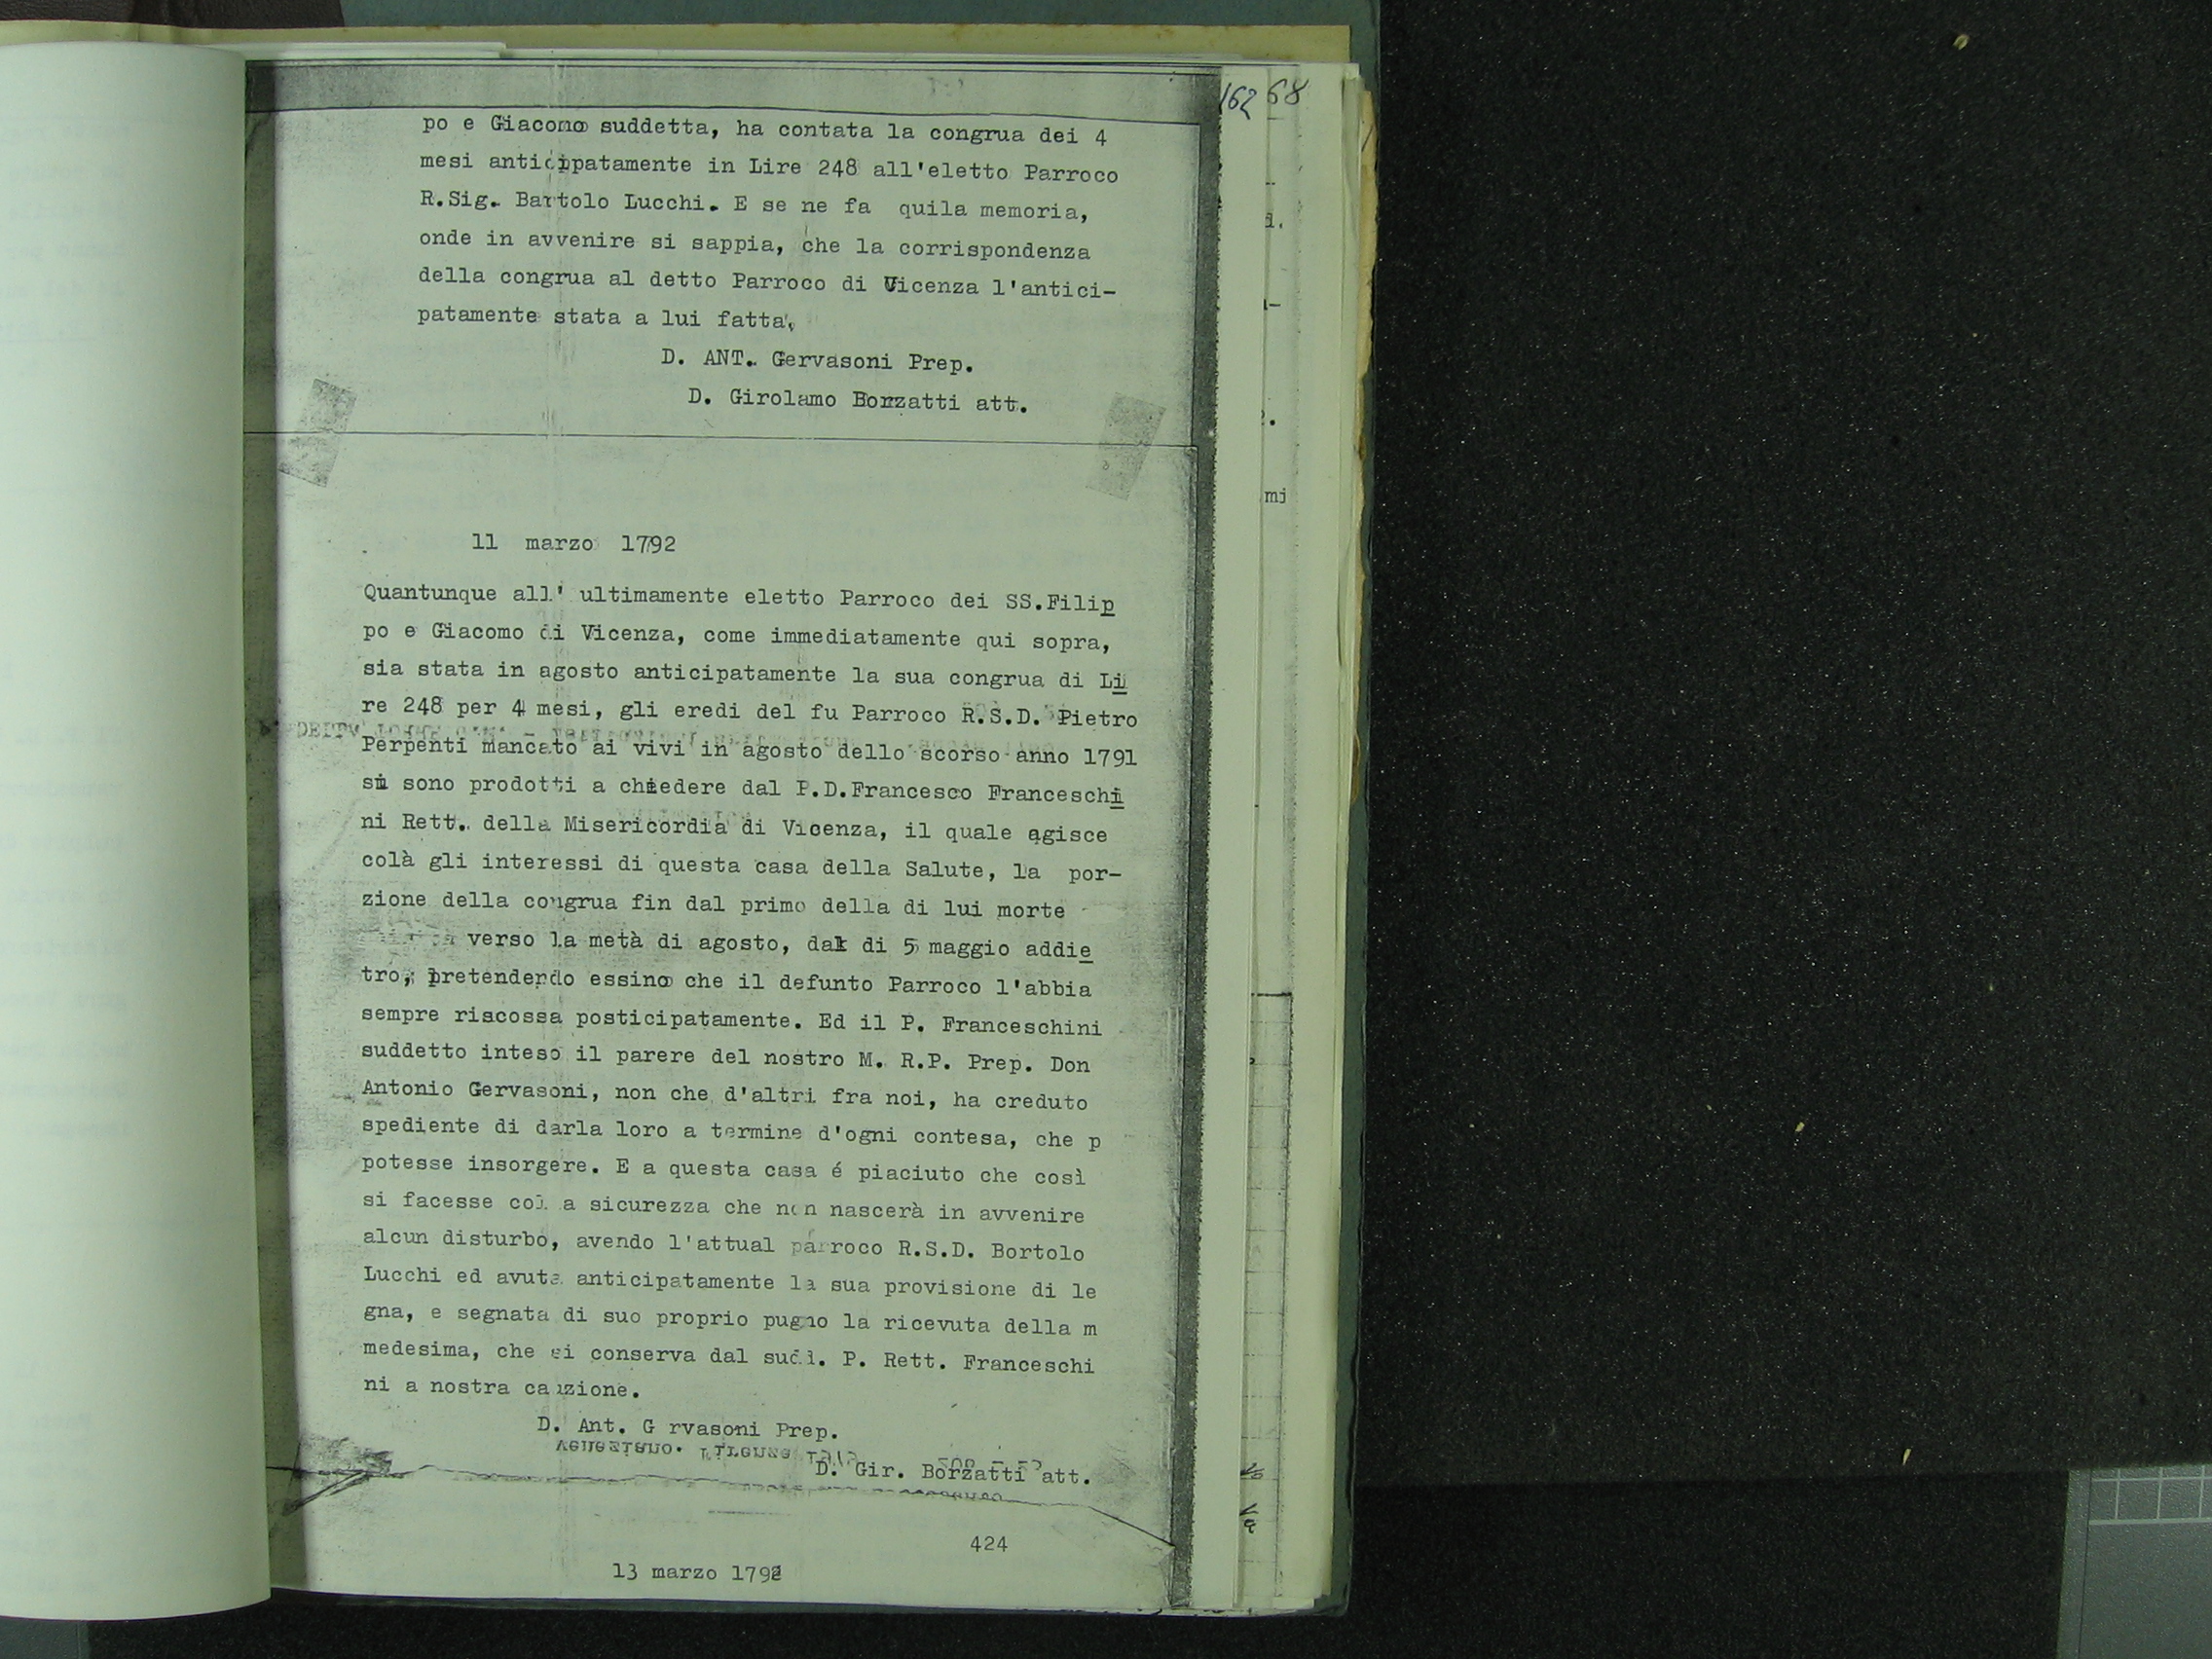 162 68
po e Giacomo suddetta, ha contata la congrua dei 4
mesi anticipatamente in Lire 248 all'eletto Parroco
R.Sig. Bartolo Lucchi. E se ne fa quila memoria,
onde in avvenire si sappia, che la corrispondenza
della congrua al detto Parroco di Vicenza l'antici-
patamente stata a lui fatta.
D. ANT. Gervasoni Prep.
D. Girolamo Borzatti att.
11 marzo 1792
Quantunque all' ultimamente eletto Parroco dei SS.Filip
po e Giacomo di Vicenza, come immediatamente qui sopra,
sia stata in agosto anticipatamente la sua congrua di Li
re 248 per 4 mesi, gli eredi del fu Parroco R.S.D. Pietro
Perpenti mancato ai vivi in agosto dello scorso anno 1791
si sono prodotti a chiedere dal P.D.Francesco Franceschi
ni Rett. della Misericordia di Vicenza, il quale agisce
colà gli interessi di questa casa della Salute, la por-
zione della congrua fin dal primo della di lui morte
verso la metà di agosto, dal di 5 maggio addie
tro, pretendendo essino che il defunto Parroco l'abbia
sempre riscossa posticipatamente. Ed il P. Franceschini
suddetto inteso il parere del nostro M. R.P. Prep. Don
Antonio Gervasoni, non che d'altri fra noi, ha creduto
spediente di darla loro a termine d'ogni contesa, che p
potesse insorgere. E a questa casa é piaciuto che così
si facesse col a sicurezza che non nascerà in avvenire
alcun disturbo, avendo l'attual parroco R.S.D. Bortolo
Lucchi ed avuta anticipatamente la sua provisione di le
gna, e segnata di suo proprio pugno la ricevuta della m
medesima, che si conserva dal sudd. P. Rett. Franceschi
ni a nostra cauzione.
D. Ant. G rvasoni Prep.
D. Gir. Borzatti att.
424
13 marzo 1792